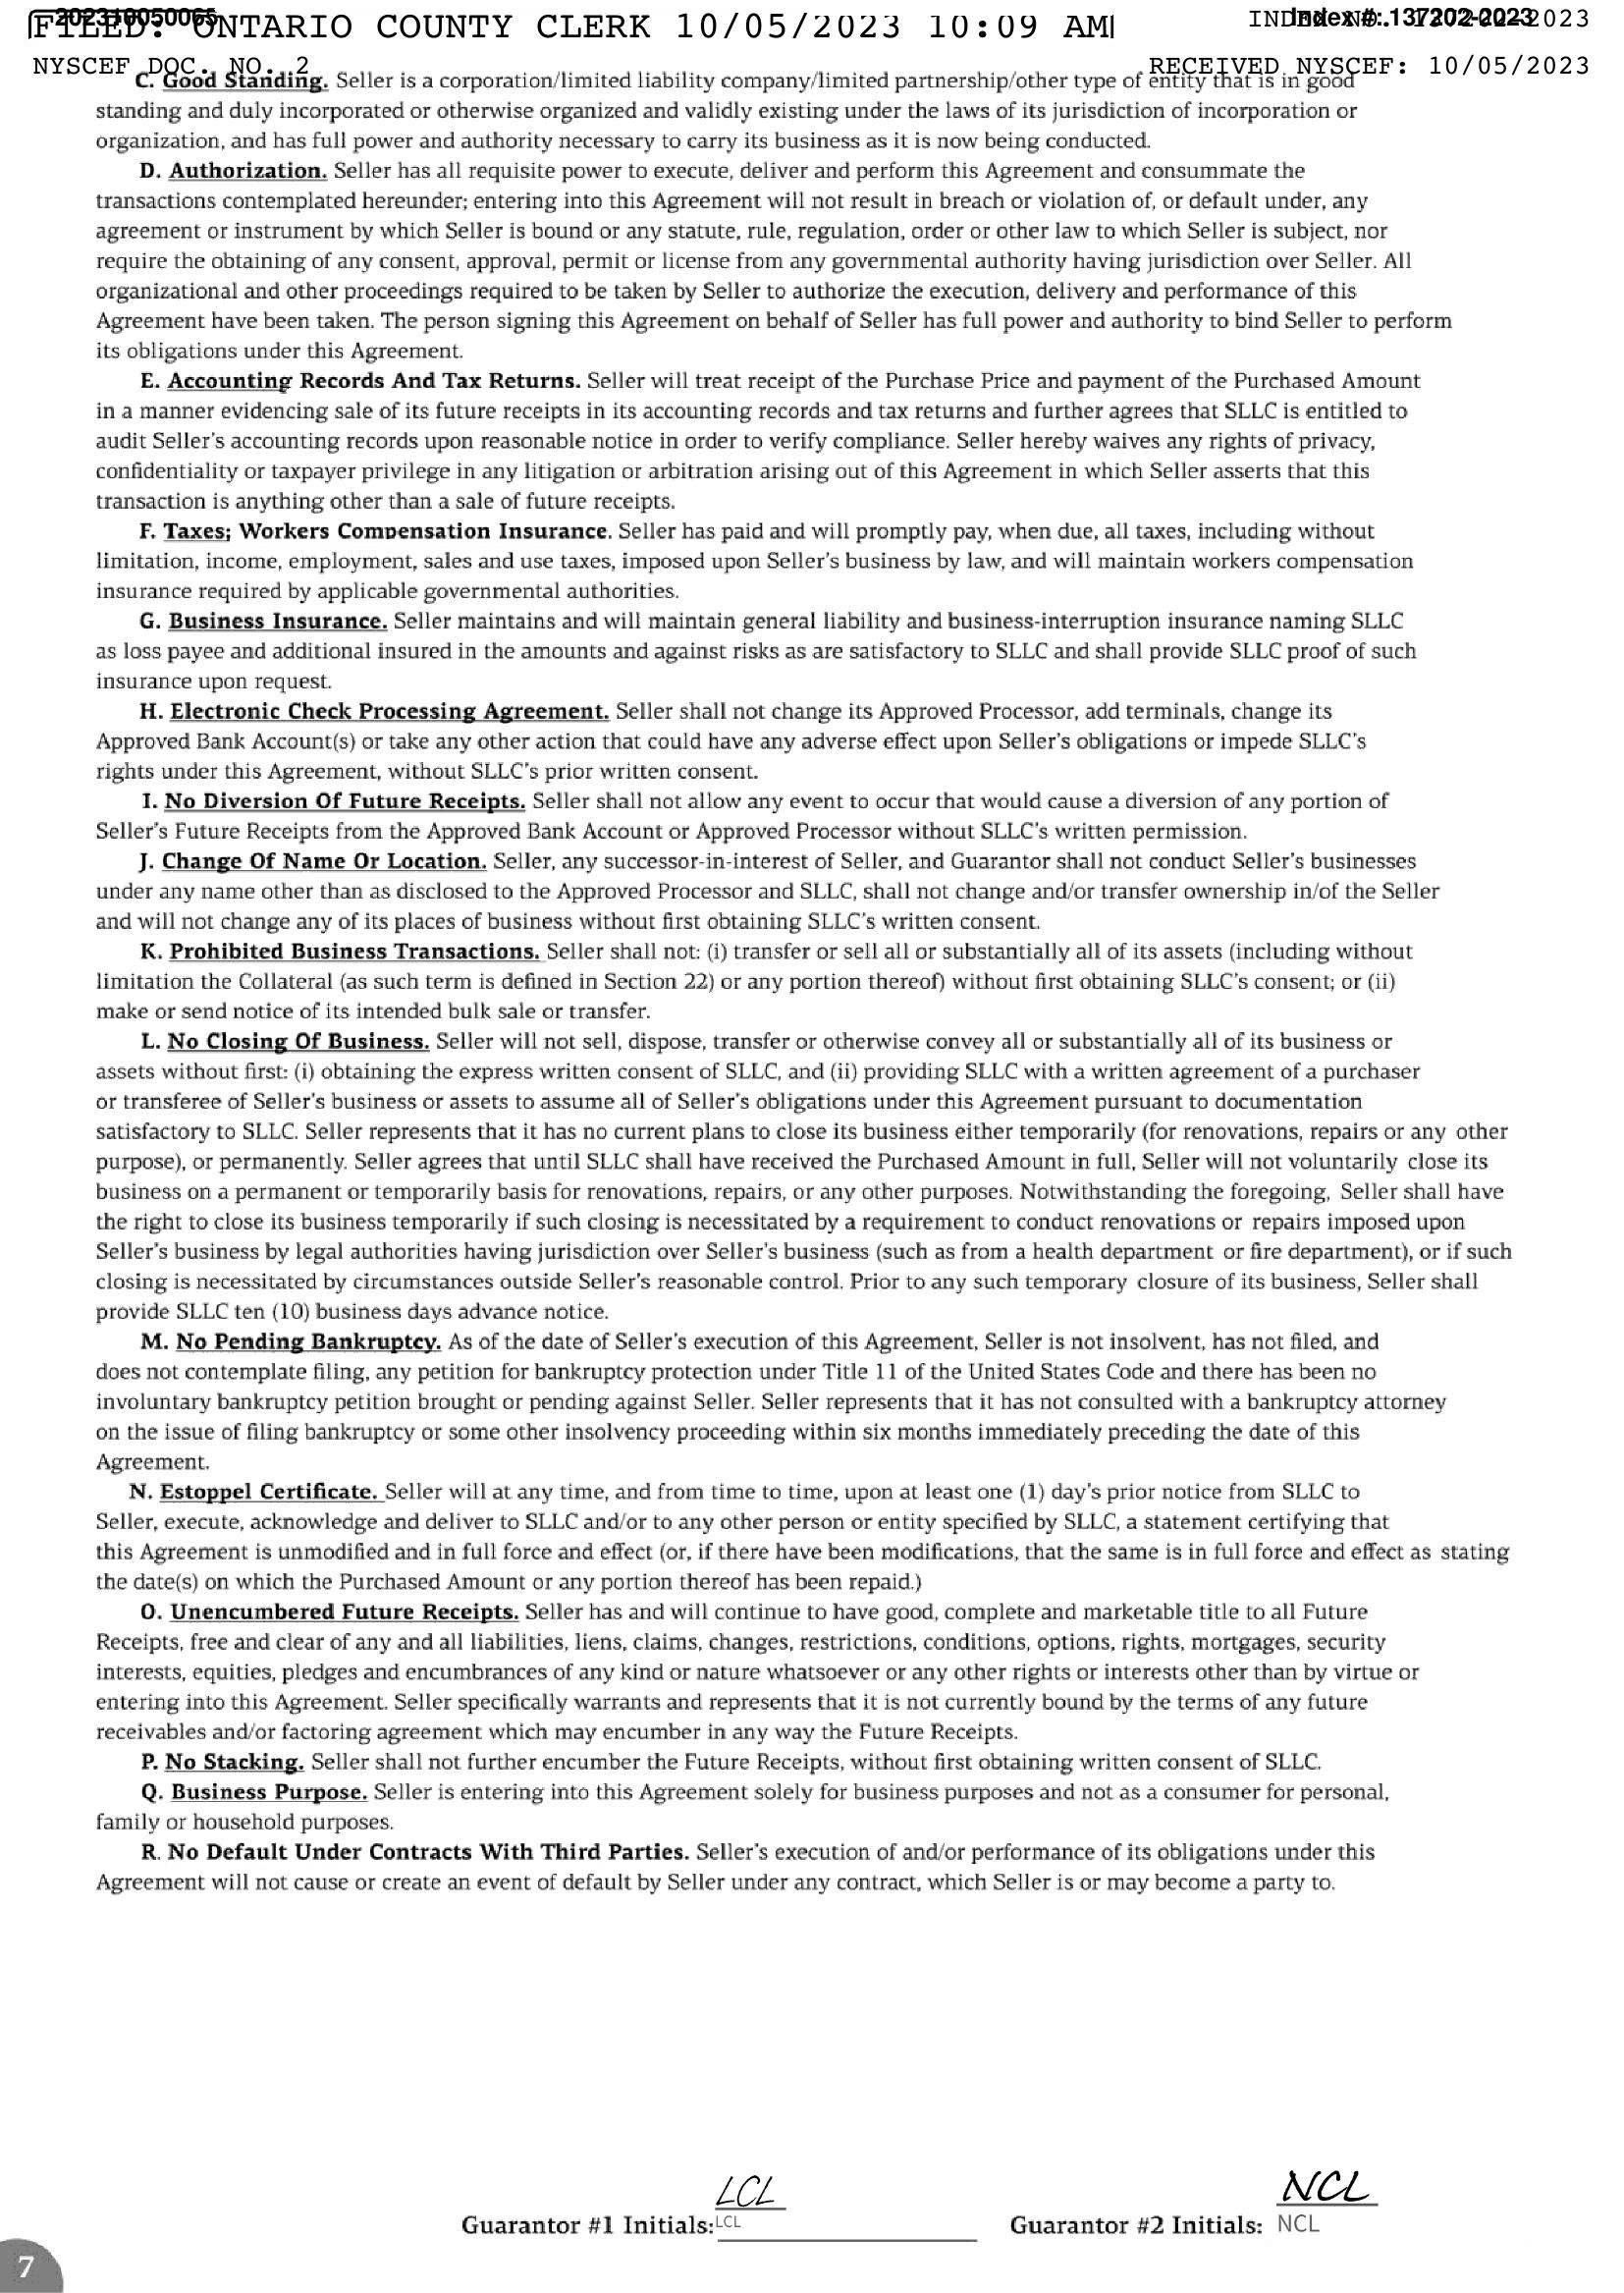 FILED: ONTARIO COUNTY CLERK 10/05/2023 10:09 AM
202310050065
Index #: 137202-2023
NYSCEF DOC. NO. 2
RECEIVED NYSCEF: 10/05/2023
C. Good Standing. Seller is a corporation/limited liability company/limited partnership/other type of entity that is in good
standing and duly incorporated or otherwise organized and validly existing under the laws of its jurisdiction of incorporation or
organization, and has full power and authority necessary to carry its business as it is now being conducted.
D. Authorization. Seller has all requisite power to execute, deliver and perform this Agreement and consummate the
transactions contemplated hereunder; entering into this Agreement will not result in breach or violation of, or default under, any
agreement or instrument by which Seller is bound or any statute, rule, regulation, order or other law to which Seller is subject, nor
require the obtaining of any consent, approval, permit or license from any governmental authority having jurisdiction over Seller. All
organizational and other proceedings required to be taken by Seller to authorize the execution, delivery and performance of this
Agreement have been taken. The person signing this Agreement on behalf of Seller has full power and authority to bind Seller to perform
its obligations under this Agreement.
E. Accounting Records And Tax Returns. Seller will treat receipt of the Purchase Price and payment of the Purchased Amount
in a manner evidencing sale of its future receipts in its accounting records and tax returns and further agrees that SLLC is entitled to
audit Seller's accounting records upon reasonable notice in order to verify compliance. Seller hereby waives any rights of privacy,
confidentiality or taxpayer privilege in any litigation or arbitration arising out of this Agreement in which Seller asserts that this
transaction is anything other than a sale of future receipts.
F. Taxes; Workers Compensation Insurance. Seller has paid and will promptly pay, when due, all taxes, including without
limitation, income, employment, sales and use taxes, imposed upon Seller's business by law, and will maintain workers compensation
insurance required by applicable governmental authorities.
G. Business Insurance. Seller maintains and will maintain general liability and business-interruption insurance naming SLLC
as loss payee and additional insured in the amounts and against risks as are satisfactory to SLLC and shall provide SLLC proof of such
insurance upon request.
H. Electronic Check Processing Agreement. Seller shall not change its Approved Processor, add terminals, change its
Approved Bank Account(s) or take any other action that could have any adverse effect upon Seller's obligations or impede SLLC's
rights under this Agreement, without SLLC's prior written consent.
I. No Diversion Of Future Receipts. Seller shall not allow any event to occur that would cause a diversion of any portion of
Seller's Future Receipts from the Approved Bank Account or Approved Processor without SLLC's written permission.
J. Change Of Name Or Location. Seller, any successor-in-interest of Seller, and Guarantor shall not conduct Seller's businesses
under any name other than as disclosed to the Approved Processor and SLLC, shall not change and/or transfer ownership in/of the Seller
and will not change any of its places of business without first obtaining SLLC's written consent.
K. Prohibited Business Transactions. Seller shall not: (i) transfer or sell all or substantially all of its assets (including without
limitation the Collateral (as such term is defined in Section 22) or any portion thereof) without first obtaining SLLC's consent; or (ii)
make or send notice of its intended bulk sale or transfer.
L. No Closing Of Business. Seller will not sell, dispose, transfer or otherwise convey all or substantially all of its business or
assets without first: (i) obtaining the express written consent of SLLC, and (ii) providing SLLC with a written agreement of a purchaser
or transferee of Seller's business or assets to assume all of Seller's obligations under this Agreement pursuant to documentation
satisfactory to SLLC. Seller represents that it has no current plans to close its business either temporarily (for renovations, repairs or any other
purpose), or permanently. Seller agrees that until SLLC shall have received the Purchased Amount in full, Seller will not voluntarily close its
business on a permanent or temporarily basis for renovations, repairs, or any other purposes. Notwithstanding the foregoing, Seller shall have
the right to close its business temporarily if such closing is necessitated by a requirement to conduct renovations or repairs imposed upon
Seller's business by legal authorities having jurisdiction over Seller's business (such as from a health department or fire department), or if such
closing is necessitated by circumstances outside Seller's reasonable control. Prior to any such temporary closure of its business, Seller shall
provide SLLC ten (10) business days advance notice.
M. No Pending Bankruptcy. As of the date of Seller's execution of this Agreement, Seller is not insolvent, has not filed, and
does not contemplate filing, any petition for bankruptcy protection under Title 11 of the United States Code and there has been no
involuntary bankruptcy petition brought or pending against Seller. Seller represents that it has not consulted with a bankruptcy attorney
on the issue of filing bankruptcy or some other insolvency proceeding within six months immediately preceding the date of this
Agreement.
N. Estoppel Certificate. Seller will at any time, and from time to time, upon at least one (1) day's prior notice from SLLC to
Seller, execute, acknowledge and deliver to SLLC and/or to any other person or entity specified by SLLC, a statement certifying that
this Agreement is unmodified and in full force and effect (or, if there have been modifications, that the same is in full force and effect as stating
the date(s) on which the Purchased Amount or any portion thereof has been repaid.)
O. Unencumbered Future Receipts. Seller has and will continue to have good, complete and marketable title to all Future
Receipts, free and clear of any and all liabilities, liens, claims, changes, restrictions, conditions, options, rights, mortgages, security
interests, equities, pledges and encumbrances of any kind or nature whatsoever or any other rights or interests other than by virtue or
entering into this Agreement. Seller specifically warrants and represents that it is not currently bound by the terms of any future
receivables and/or factoring agreement which may encumber in any way the Future Receipts.
P. No Stacking. Seller shall not further encumber the Future Receipts, without first obtaining written consent of SLLC.
Q. Business Purpose. Seller is entering into this Agreement solely for business purposes and not as a consumer for personal,
family or household purposes.
R. No Default Under Contracts With Third Parties. Seller's execution of and/or performance of its obligations under this
Agreement will not cause or create an event of default by Seller under any contract, which Seller is or may become a party to.
LCL NCL
Guarantor #1 Initials: LCL Guarantor #2 Initials: NCL
7